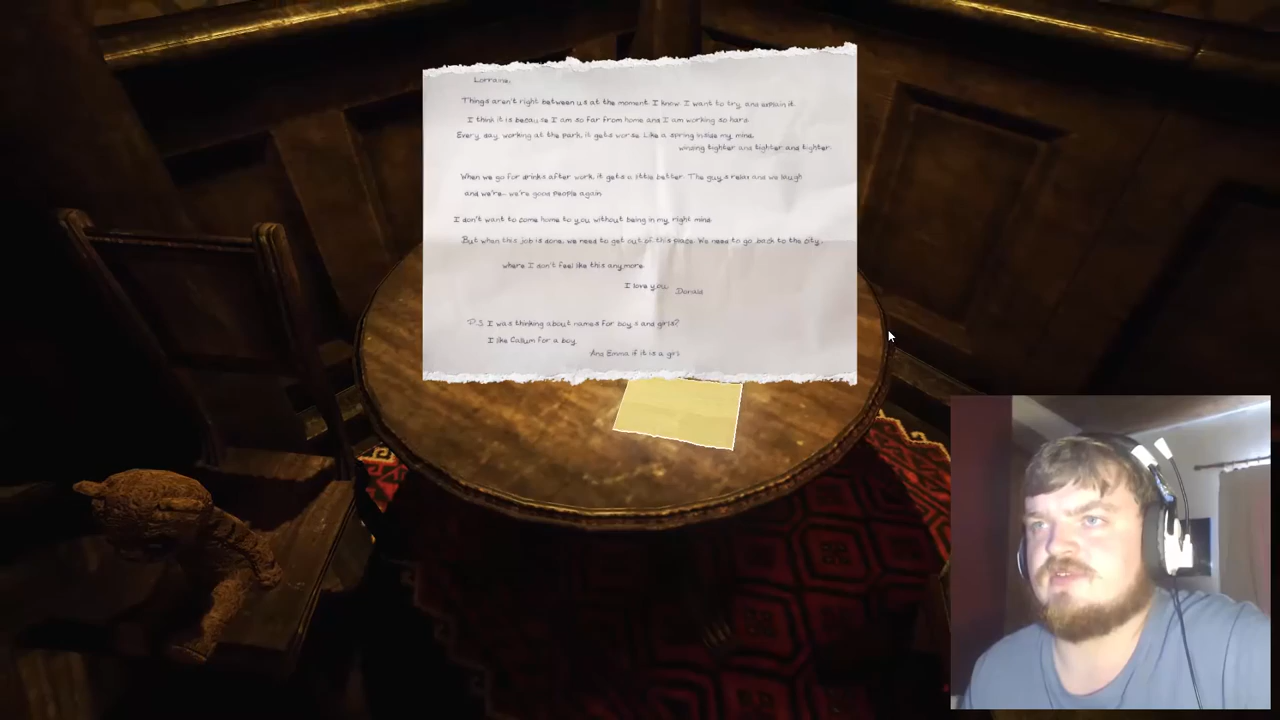 Lorraine,
Things aren't right between us at the moment I know I want to try and explain it
I think it is because I am so far from home and I am working so hard
Every day working at the park, it gets worse Like a spring inside my mind.
winding tighter and tighter and tighter.
When we go for drinks after work, it gets a little better. The guys relax and we laugh
and we're- we're good people again
I don't want to come home to you without being in my right mind.
But when this job is done, we need to get out of this place. We need to go back to the city,
where I don't feel like this anymore.
I love you, Donald
P.S. I was thinking about names for boys and girls?
I like Callum for a boy
And Emma if it is a girl